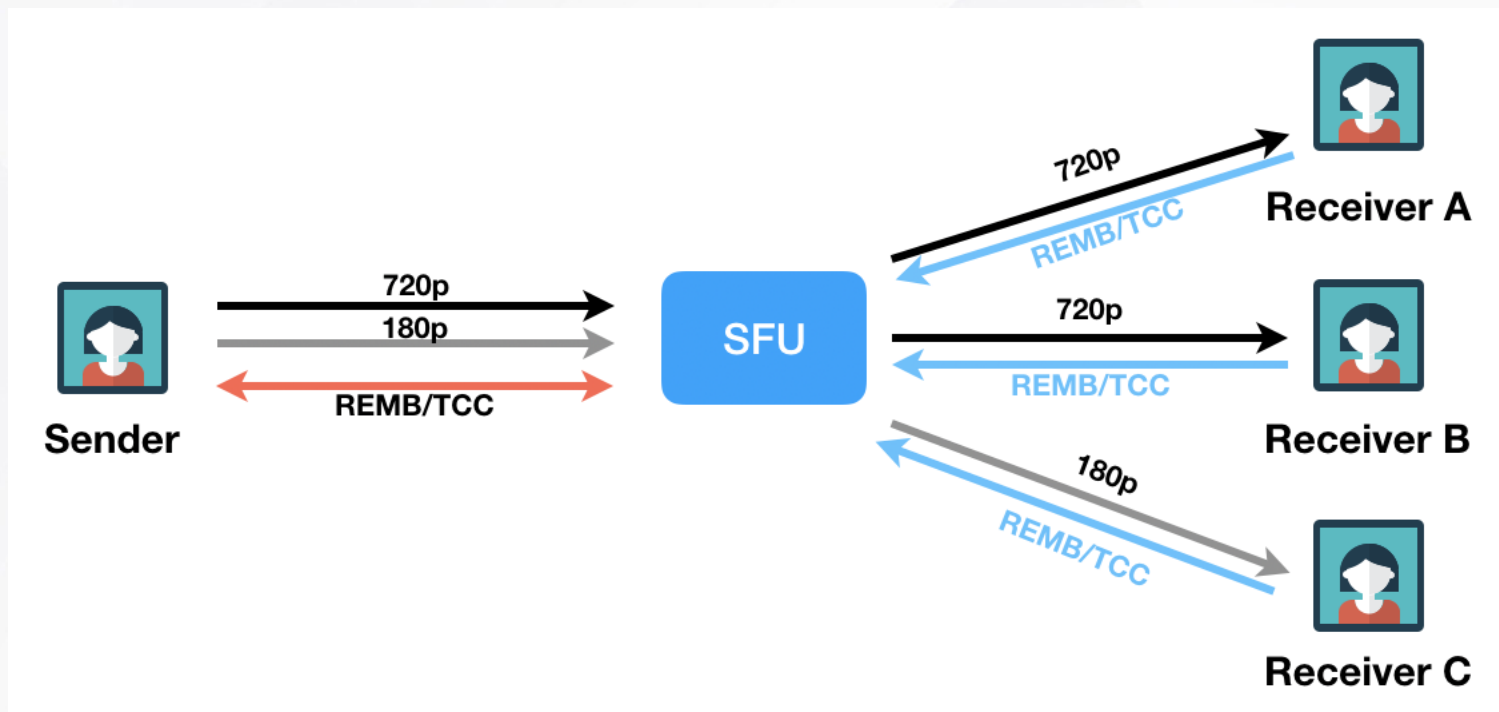 720p
180p
REMB/TCC
Sender
SFU
720p
REMB/TCC
Receiver A
720p
REMB/TCC
Receiver B
180p
REMB/TCC
Receiver C